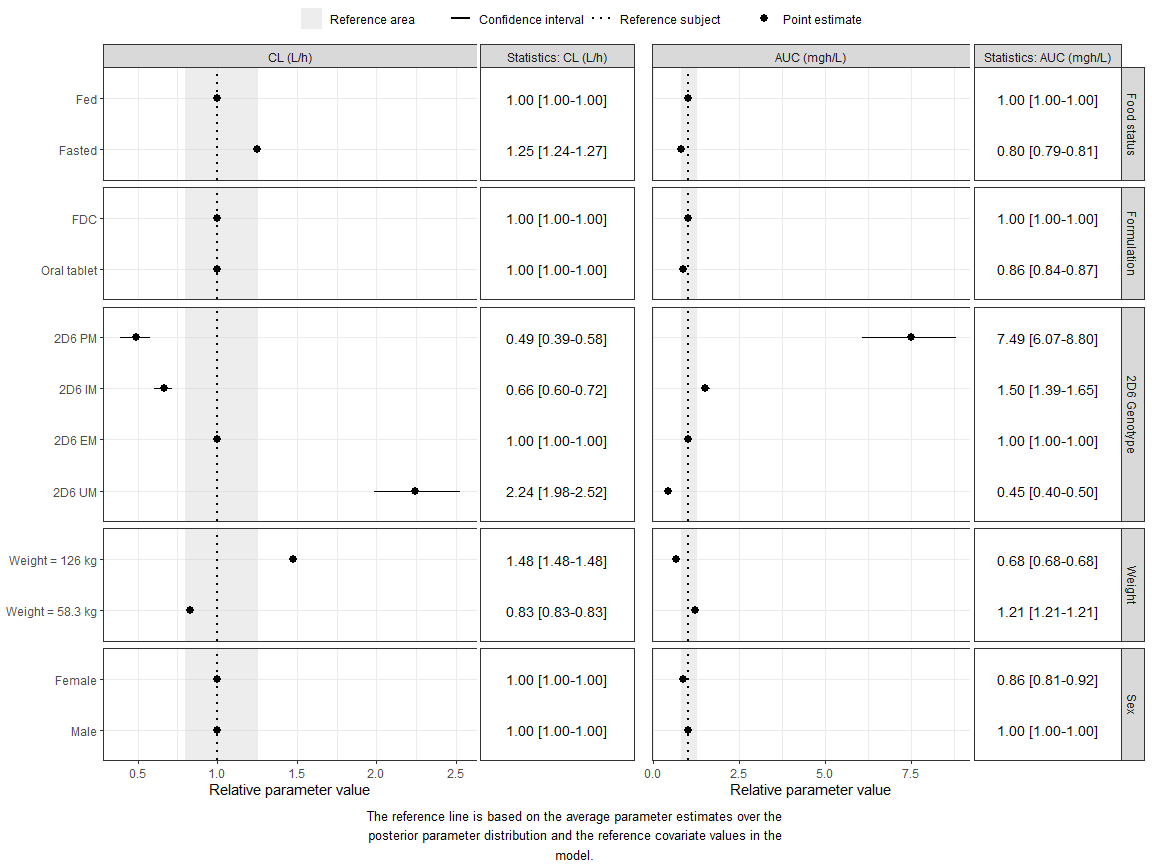 Reference area Confidence interval Reference subject Point estimate
CL (L/h) Statistics: CL (L/h) AUC (mgh/L) Statistics: AUC (mgh/L)
Food status
Fed 1.00 [1.00-1.00] 1.00 [1.00-1.00]
Fasted 1.25 [1.24-1.27] 0.80 [0.79-0.81]
Formulation
FDC 1.00 [1.00-1.00] 1.00 [1.00-1.00]
Oral tablet 1.00 [1.00-1.00] 0.86 [0.84-0.87]
2D6 Genotype
2D6 PM 0.49 [0.39-0.58] 7.49 [6.07-8.80]
2D6 IM 0.66 [0.60-0.72] 1.50 [1.39-1.65]
2D6 EM 1.00 [1.00-1.00] 1.00 [1.00-1.00]
2D6 UM 2.24 [1.98-2.52] 0.45 [0.40-0.50]
Weight
Weight = 126 kg 1.48 [1.48-1.48] 0.68 [0.68-0.68]
Weight = 58.3 kg 0.83 [0.83-0.83] 1.21 [1.21-1.21]
Sex
Female 1.00 [1.00-1.00] 0.86 [0.81-0.92]
Male 1.00 [1.00-1.00] 1.00 [1.00-1.00]
0.5 1.0 1.5 2.0 2.5 0.0 2.5 5.0 7.5
Relative parameter value Relative parameter value
The reference line is based on the average parameter estimates over the
posterior parameter distribution and the reference covariate values in the
model.